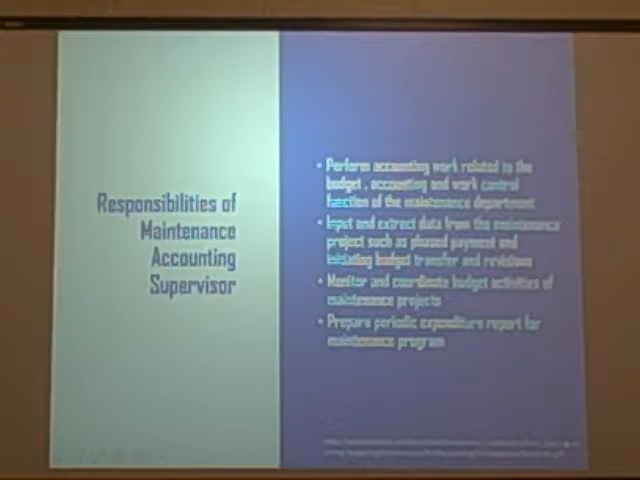 Responsibilities of
Maintenance
Accounting
Supervisor
• Perform accounting work related to the
budget , accounting and work control
function of the maintenance department
• Input and extract data from the maintenance
project such as phased payment and
initiating budget transfer and revisions
• Monitor and coordinate budget activities of
maintenance projects
• Prepare periodic expenditure report for
maintenance program